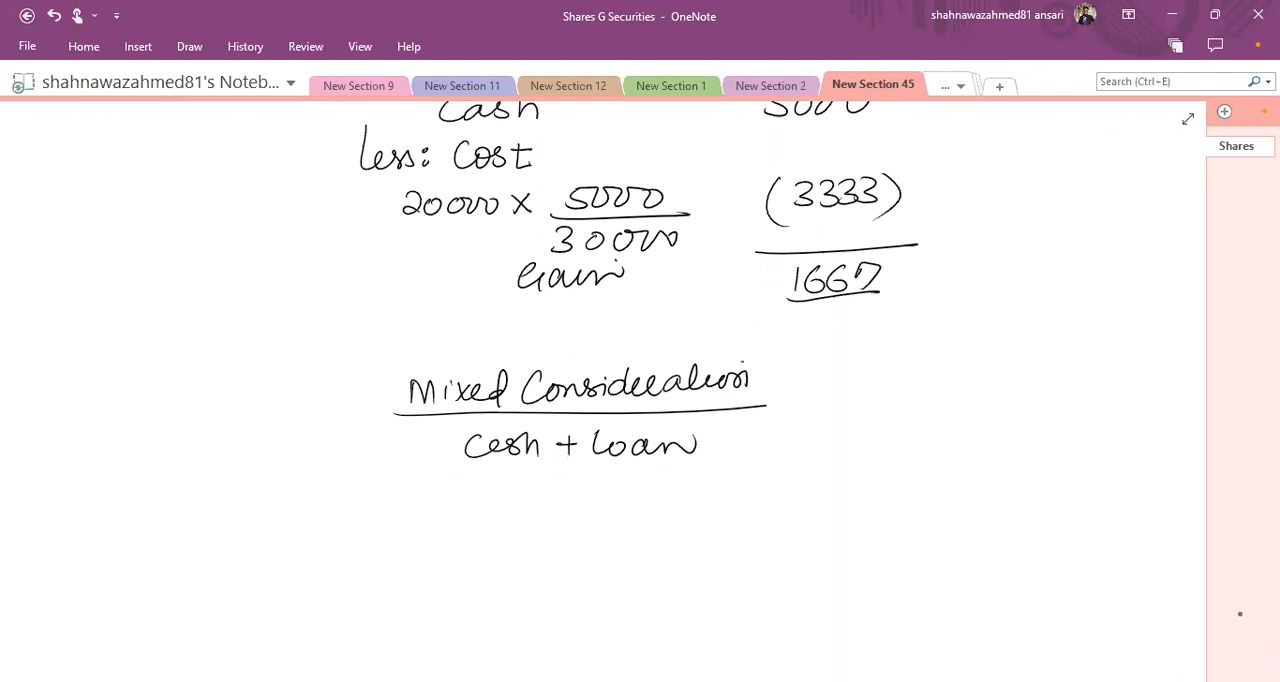 Shares G Securities - OneNote
shahnawazahmed81 ansari
File Home Insert Draw History Review View Help
shahnawazahmed81's Noteb...
New Section 9 New Section 11 New Section 12 New Section 1 New Section 2 New Section 45 ...
Search (Ctrl+E)
Shares
Cash 5000
less: Cost
20000 × 5000 (3333)
30000
Gain 1667
Mixed Consideration
Cash + Loan